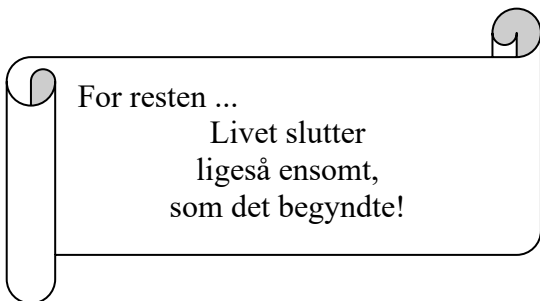 For resten ...
Livet slutter
ligeså ensomt,
som det begyndte!